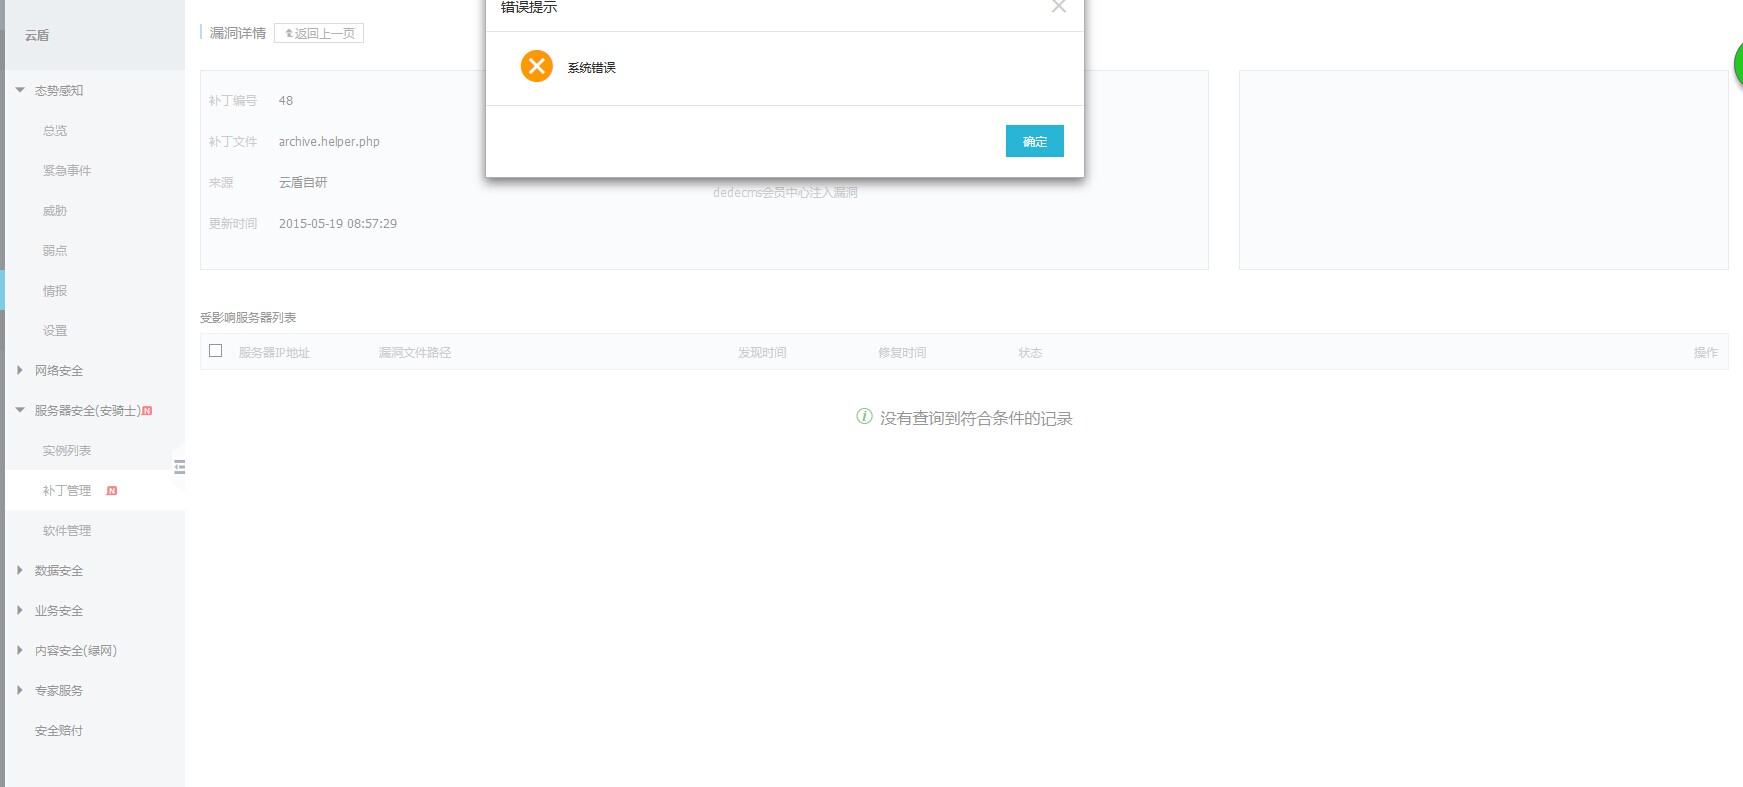 云盾
态势感知
总览
紧急事件
威胁
弱点
情报
设置
网络安全
服务器安全(安骑士) N
实例列表
补丁管理 N
软件管理
数据安全
业务安全
内容安全(绿网)
专家服务
安全赔付
漏洞详情 返回上一页
错误提示
系统错误
确定
补丁编号 48
补丁文件 archive.helper.php
来源 云盾自研
更新时间 2015-05-19 08:57:29
dedecms会员中心注入漏洞
受影响服务器列表
服务器IP地址 漏洞文件路径 发现时间 修复时间 状态 操作
没有查询到符合条件的记录